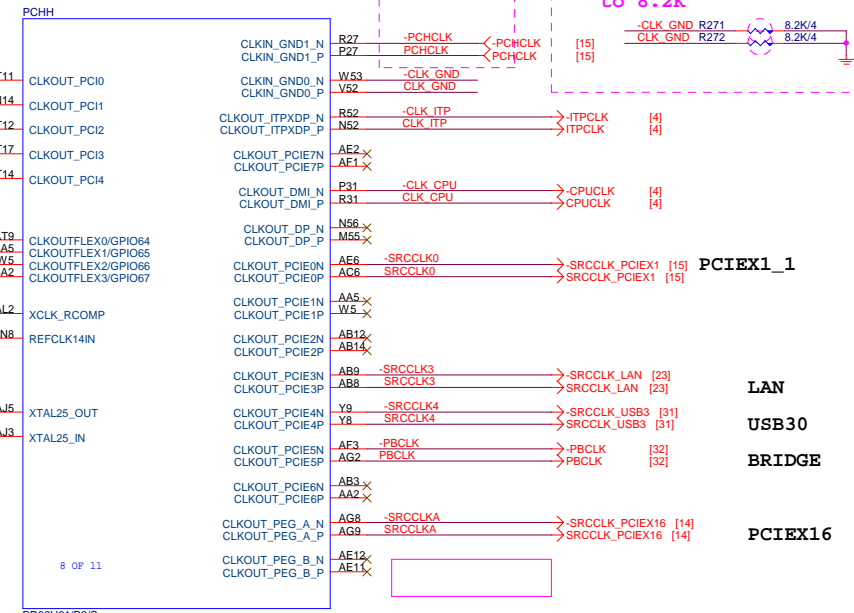 to 8.2K
PCHH
-CLK_GND R271 8.2K/4
CLK_GND R272 8.2K/4
CLKIN_GND1_N R27 -PCHCLK -PCHCLK [15]
CLKIN_GND1_P P27 PCHCLK PCHCLK [15]
CLKOUT_PCI0 CLKIN_GND0_N W53 -CLK_GND
CLKIN_GND0_P V52 CLK_GND
CLKOUT_PCI1
CLKOUT_ITPXDP_N R52 -CLK_ITP -ITPCLK [4]
CLKOUT_PCI2 CLKOUT_ITPXDP_P N52 CLK_ITP ITPCLK [4]
CLKOUT_PCI3 CLKOUT_PCIE7N AE2
CLKOUT_PCIE7P AF1
CLKOUT_PCI4
CLKOUT_DMI_N P31 -CLK_CPU -CPUCLK [4]
CLKOUT_DMI_P R31 CLK_CPU CPUCLK [4]
CLKOUT_DP_N N56
CLKOUTFLEX0/GPIO64 CLKOUT_DP_P M55
CLKOUTFLEX1/GPIO65
CLKOUTFLEX2/GPIO66 CLKOUT_PCIE0N AE6 -SRCCLK0 -SRCCLK_PCIEX1 [15] PCIEX1_1
CLKOUTFLEX3/GPIO67 CLKOUT_PCIE0P AC6 SRCCLK0 SRCCLK_PCIEX1 [15]
CLKOUT_PCIE1N AA5
XCLK_RCOMP CLKOUT_PCIE1P W5
REFCLK14IN CLKOUT_PCIE2N AB12
CLKOUT_PCIE2P AB14
CLKOUT_PCIE3N AB9 -SRCCLK3 -SRCCLK_LAN [23]
CLKOUT_PCIE3P AB8 SRCCLK3 SRCCLK_LAN [23] LAN
XTAL25_OUT CLKOUT_PCIE4N Y9 -SRCCLK4 -SRCCLK_USB3 [31]
CLKOUT_PCIE4P Y8 SRCCLK4 SRCCLK_USB3 [31] USB30
XTAL25_IN
CLKOUT_PCIE5N AF3 -PBCLK -PBCLK [32]
CLKOUT_PCIE5P AG2 PBCLK PBCLK [32] BRIDGE
CLKOUT_PCIE6N AB3
CLKOUT_PCIE6P AA2
CLKOUT_PEG_A_N AG8 -SRCCLKA -SRCCLK_PCIEX16 [14]
CLKOUT_PEG_A_P AG9 SRCCLKA SRCCLK_PCIEX16 [14] PCIEX16
CLKOUT_PEG_B_N AE12
8 OF 11 CLKOUT_PEG_B_P AE11